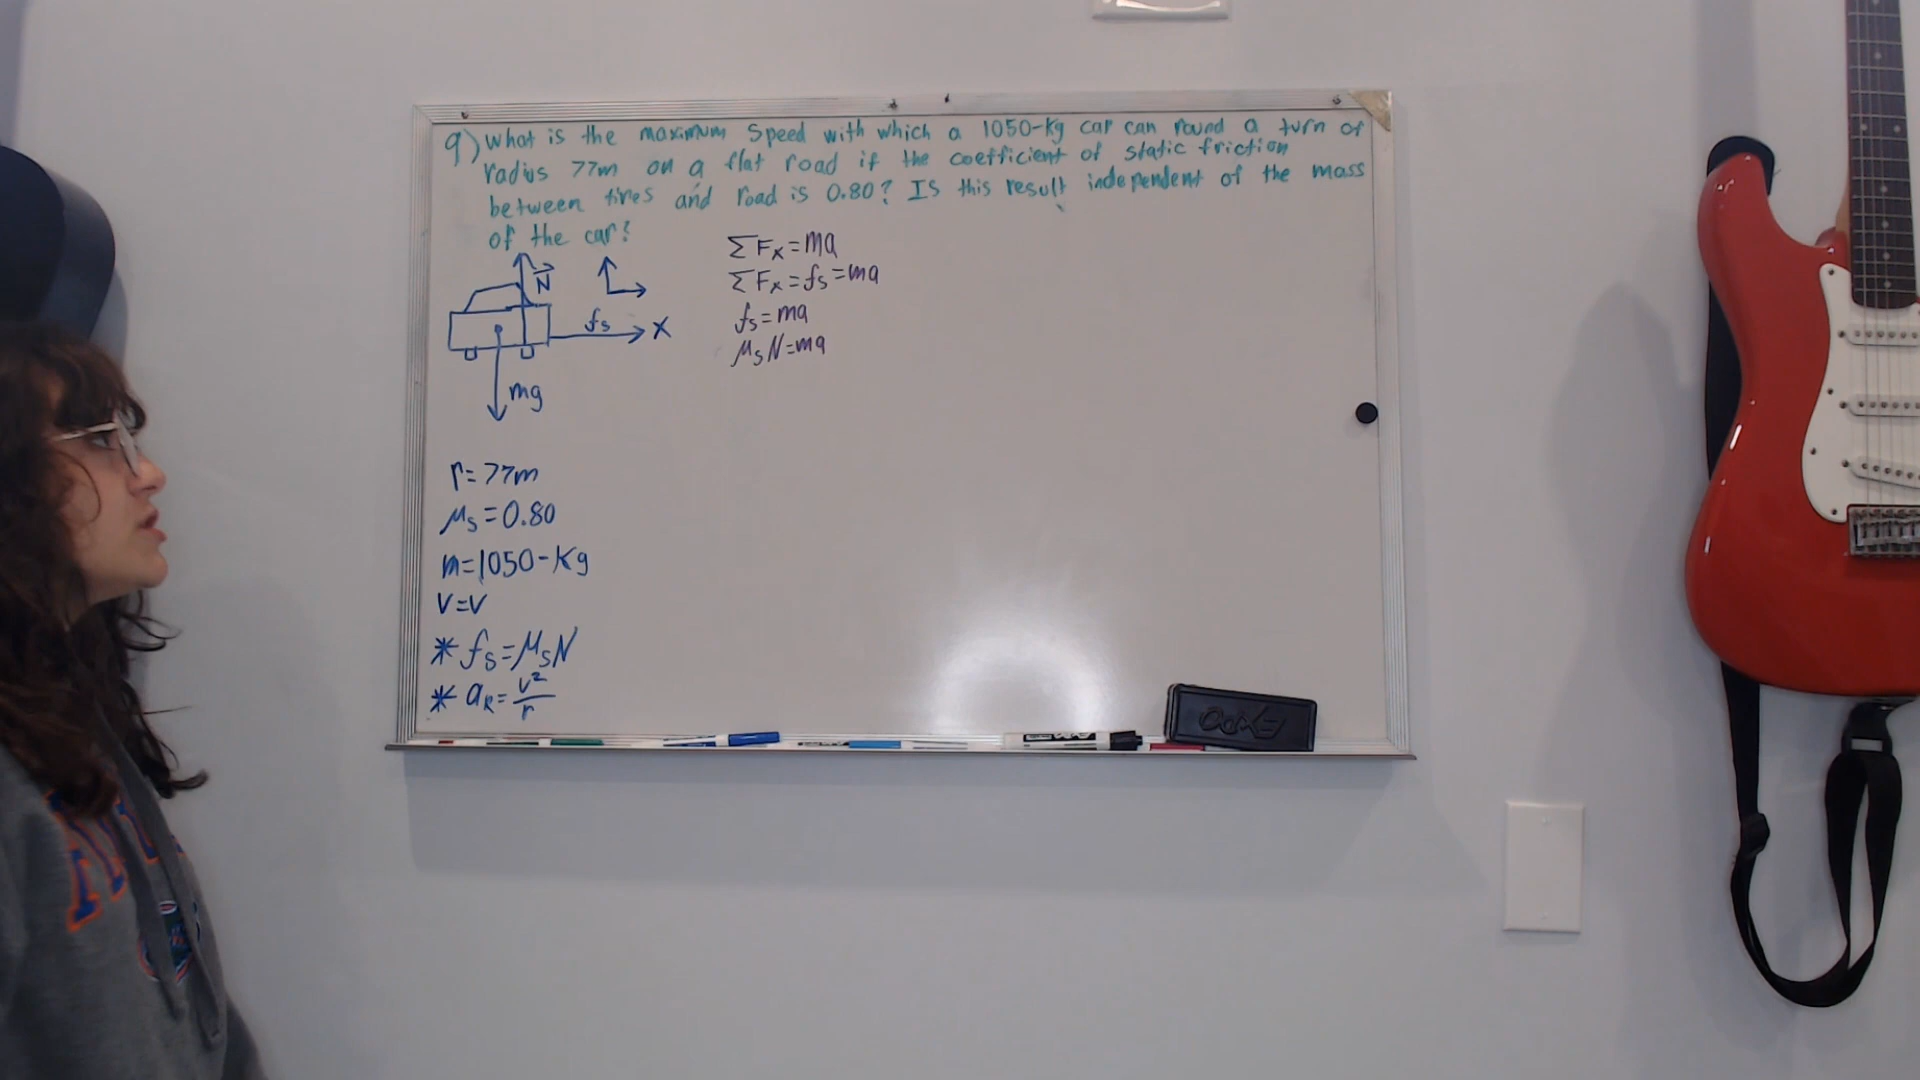 9) What is the maximum speed with which a 1050-Kg car can round a turn of
radius 77m on a flat road if the coefficient of static friction
between tires and road is 0.80? Is this result independent of the mass
of the car?
N
fs
X
mg
ΣFx=ma
ΣFx=fs=ma
fs=ma
μsN=ma
r=77m
μs=0.80
m=1050-Kg
v=v
* fs=μsN
* aR=v²/r
EXPO